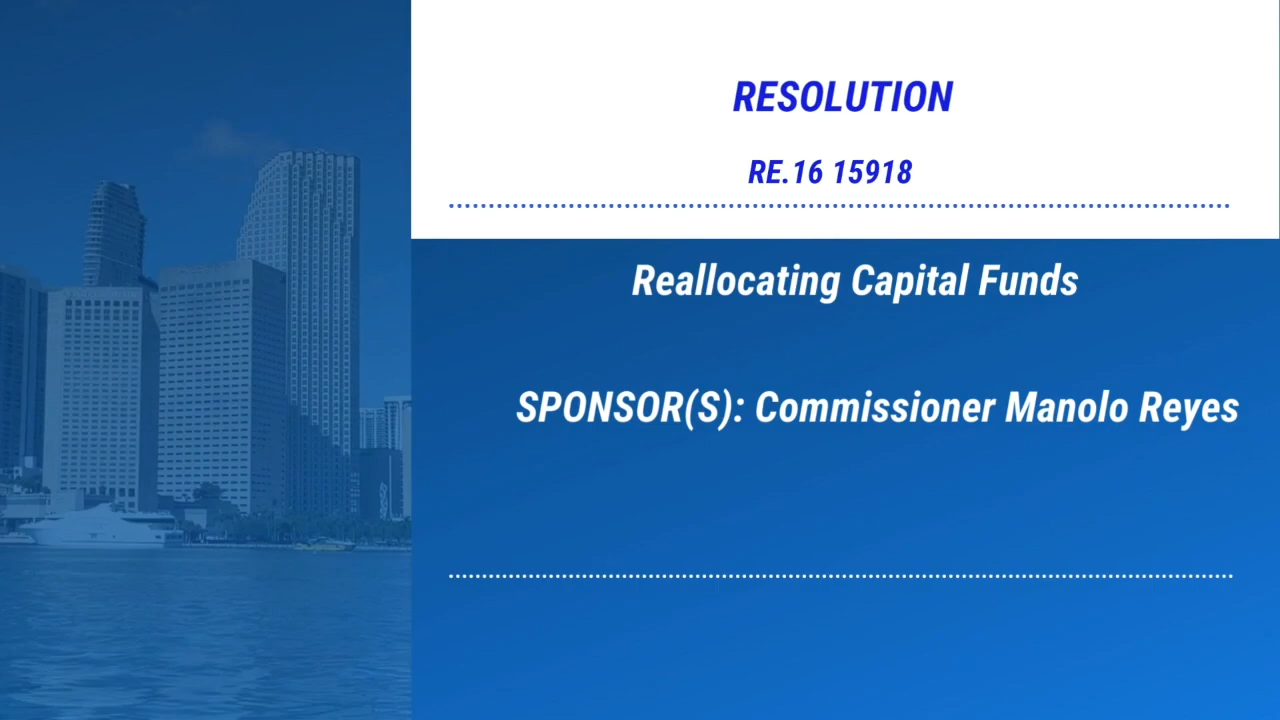 RESOLUTION
RE.16 15918
Reallocating Capital Funds
SPONSOR(S): Commissioner Manolo Reyes